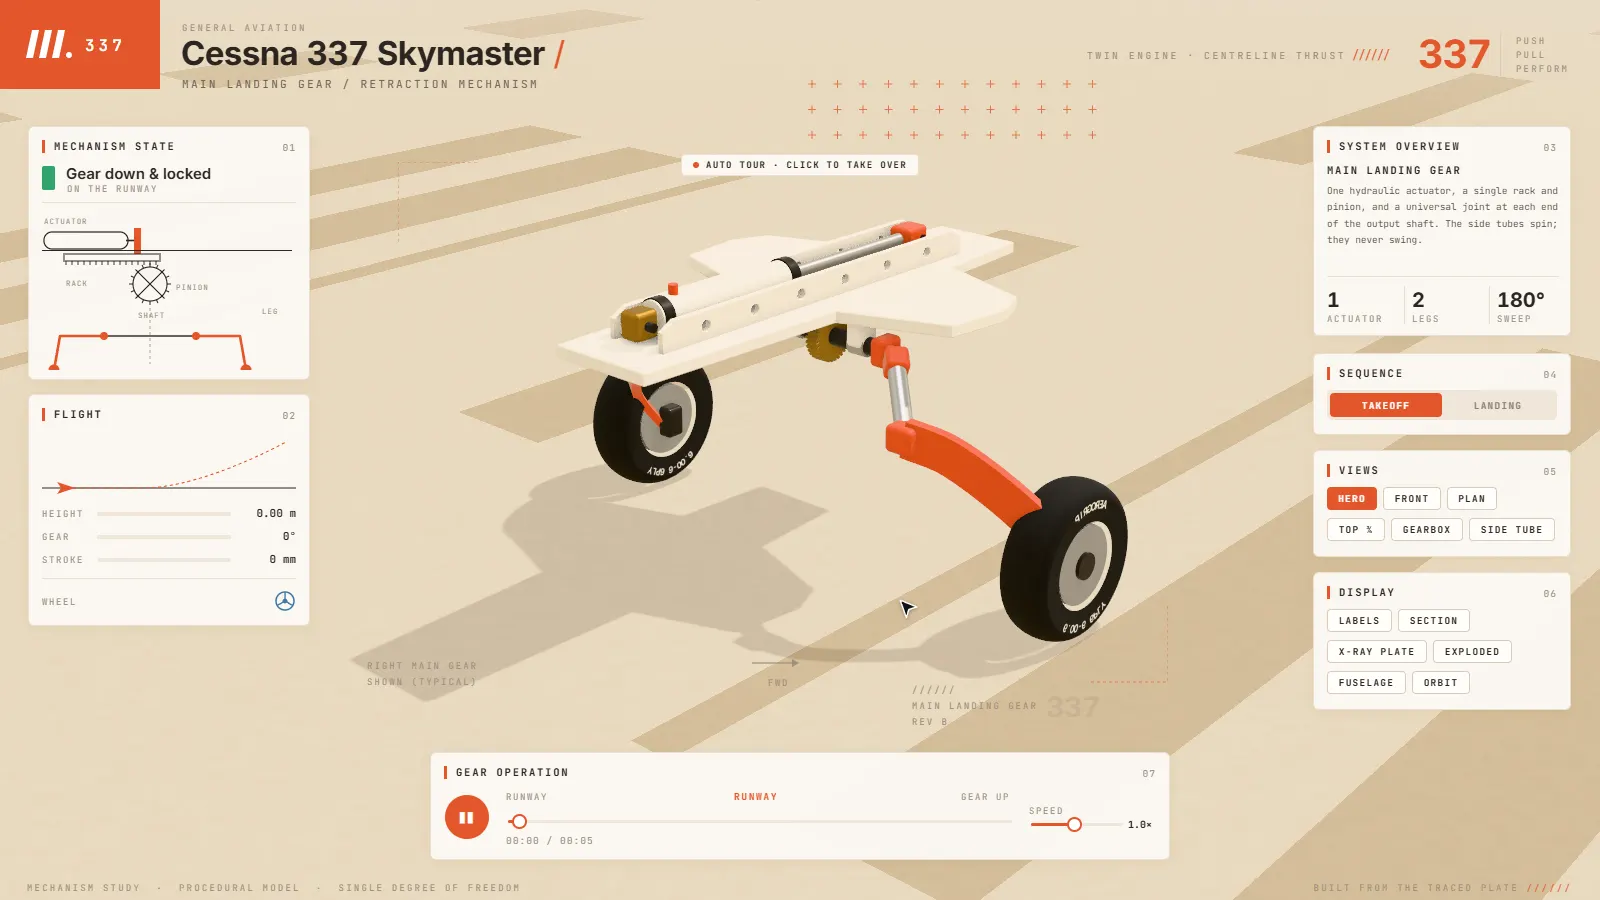 337
GENERAL AVIATION
Cessna 337 Skymaster /
MAIN LANDING GEAR / RETRACTION MECHANISM
TWIN ENGINE · CENTRELINE THRUST //////
337
PUSH
PULL
PERFORM
MECHANISM STATE
01
Gear down & locked
ON THE RUNWAY
ACTUATOR
RACK
PINION
SHAFT
LEG
FLIGHT
02
HEIGHT
0.00 m
GEAR
0°
STROKE
0 mm
WHEEL
AUTO TOUR · CLICK TO TAKE OVER
6.00-6 6PLY
RIGHT MAIN GEAR
SHOWN (TYPICAL)
FWD
//////
MAIN LANDING GEAR
REV B
337
SYSTEM OVERVIEW
03
MAIN LANDING GEAR
One hydraulic actuator, a single rack and
pinion, and a universal joint at each end
of the output shaft. The side tubes spin;
they never swing.
1
ACTUATOR
2
LEGS
180°
SWEEP
SEQUENCE
04
TAKEOFF
LANDING
VIEWS
05
HERO
FRONT
PLAN
TOP %
GEARBOX
SIDE TUBE
DISPLAY
06
LABELS
SECTION
X-RAY PLATE
EXPLODED
FUSELAGE
ORBIT
GEAR OPERATION
07
RUNWAY
RUNWAY
GEAR UP
00:00 / 00:05
SPEED
1.0×
MECHANISM STUDY · PROCEDURAL MODEL · SINGLE DEGREE OF FREEDOM
BUILT FROM THE TRACED PLATE //////